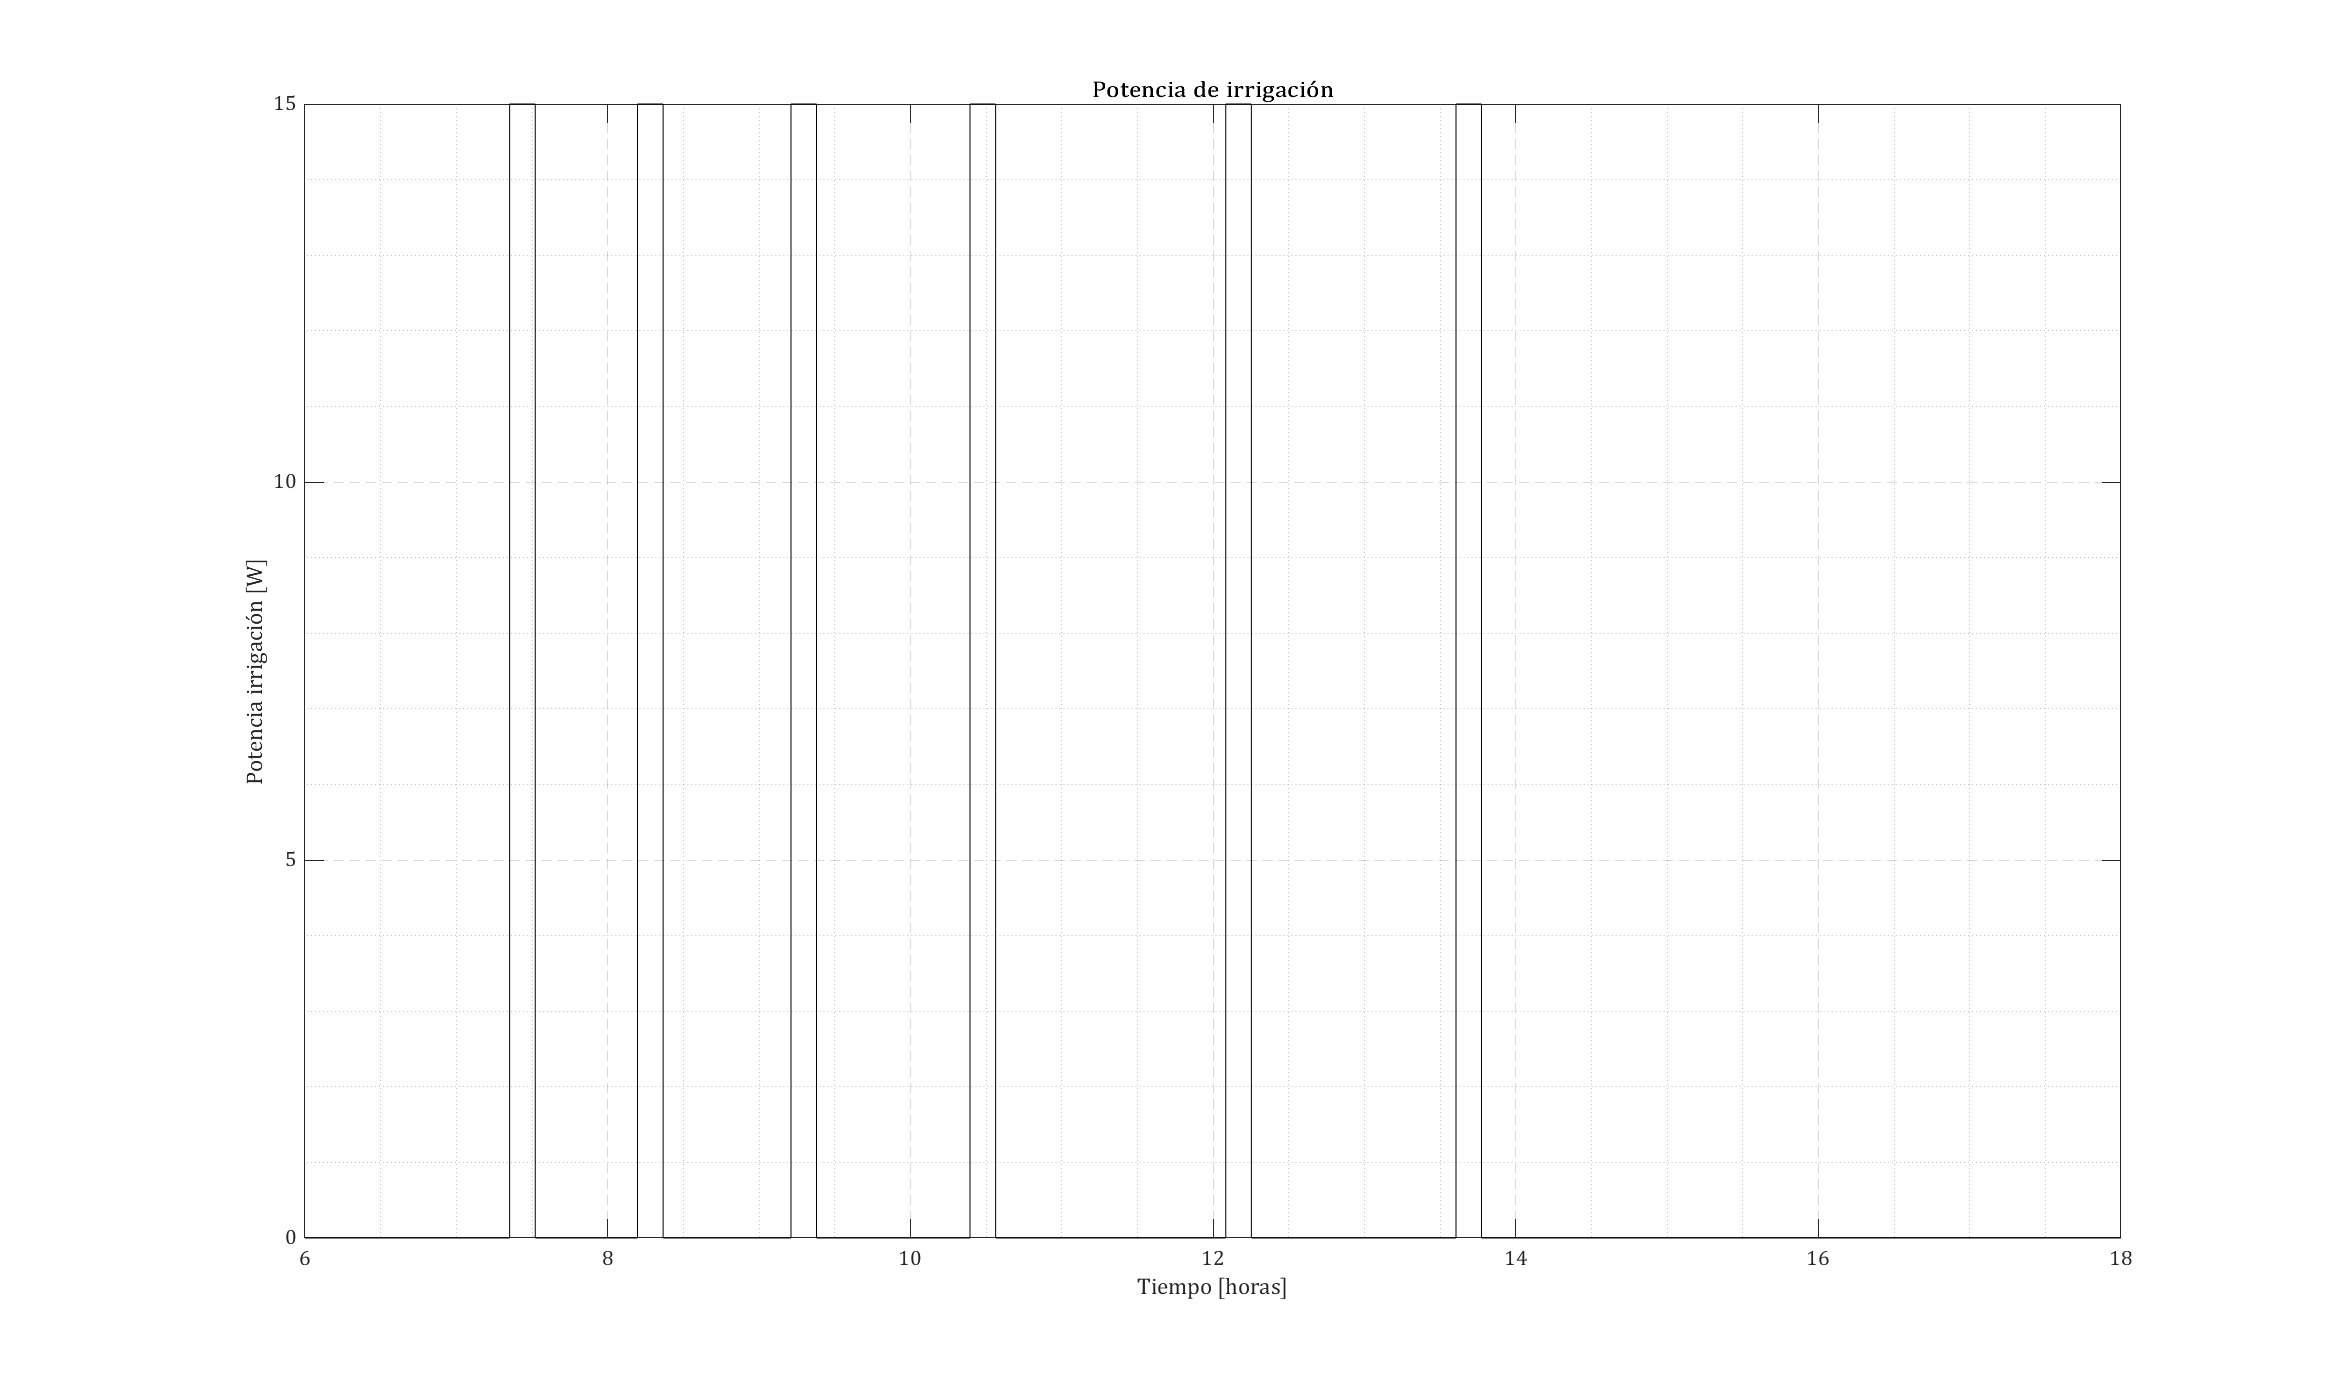 Potencia de irrigación
15
10
5
0
Potencia irrigación [W]
6 8 10 12 14 16 18
Tiempo [horas]